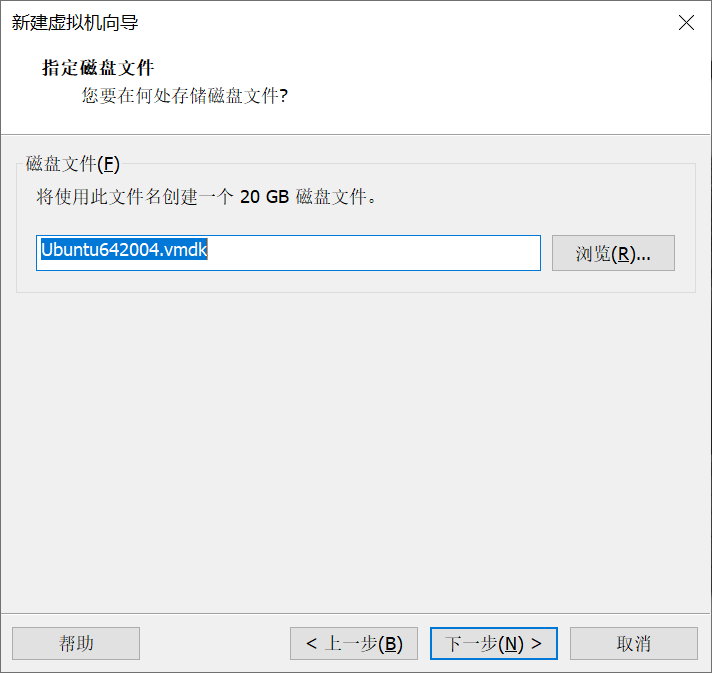 新建虚拟机向导
指定磁盘文件
您要在何处存储磁盘文件?
磁盘文件(F)
将使用此文件名创建一个 20 GB 磁盘文件。
Ubuntu642004.vmdk
浏览(R)...
帮助
< 上一步(B)
下一步(N) >
取消